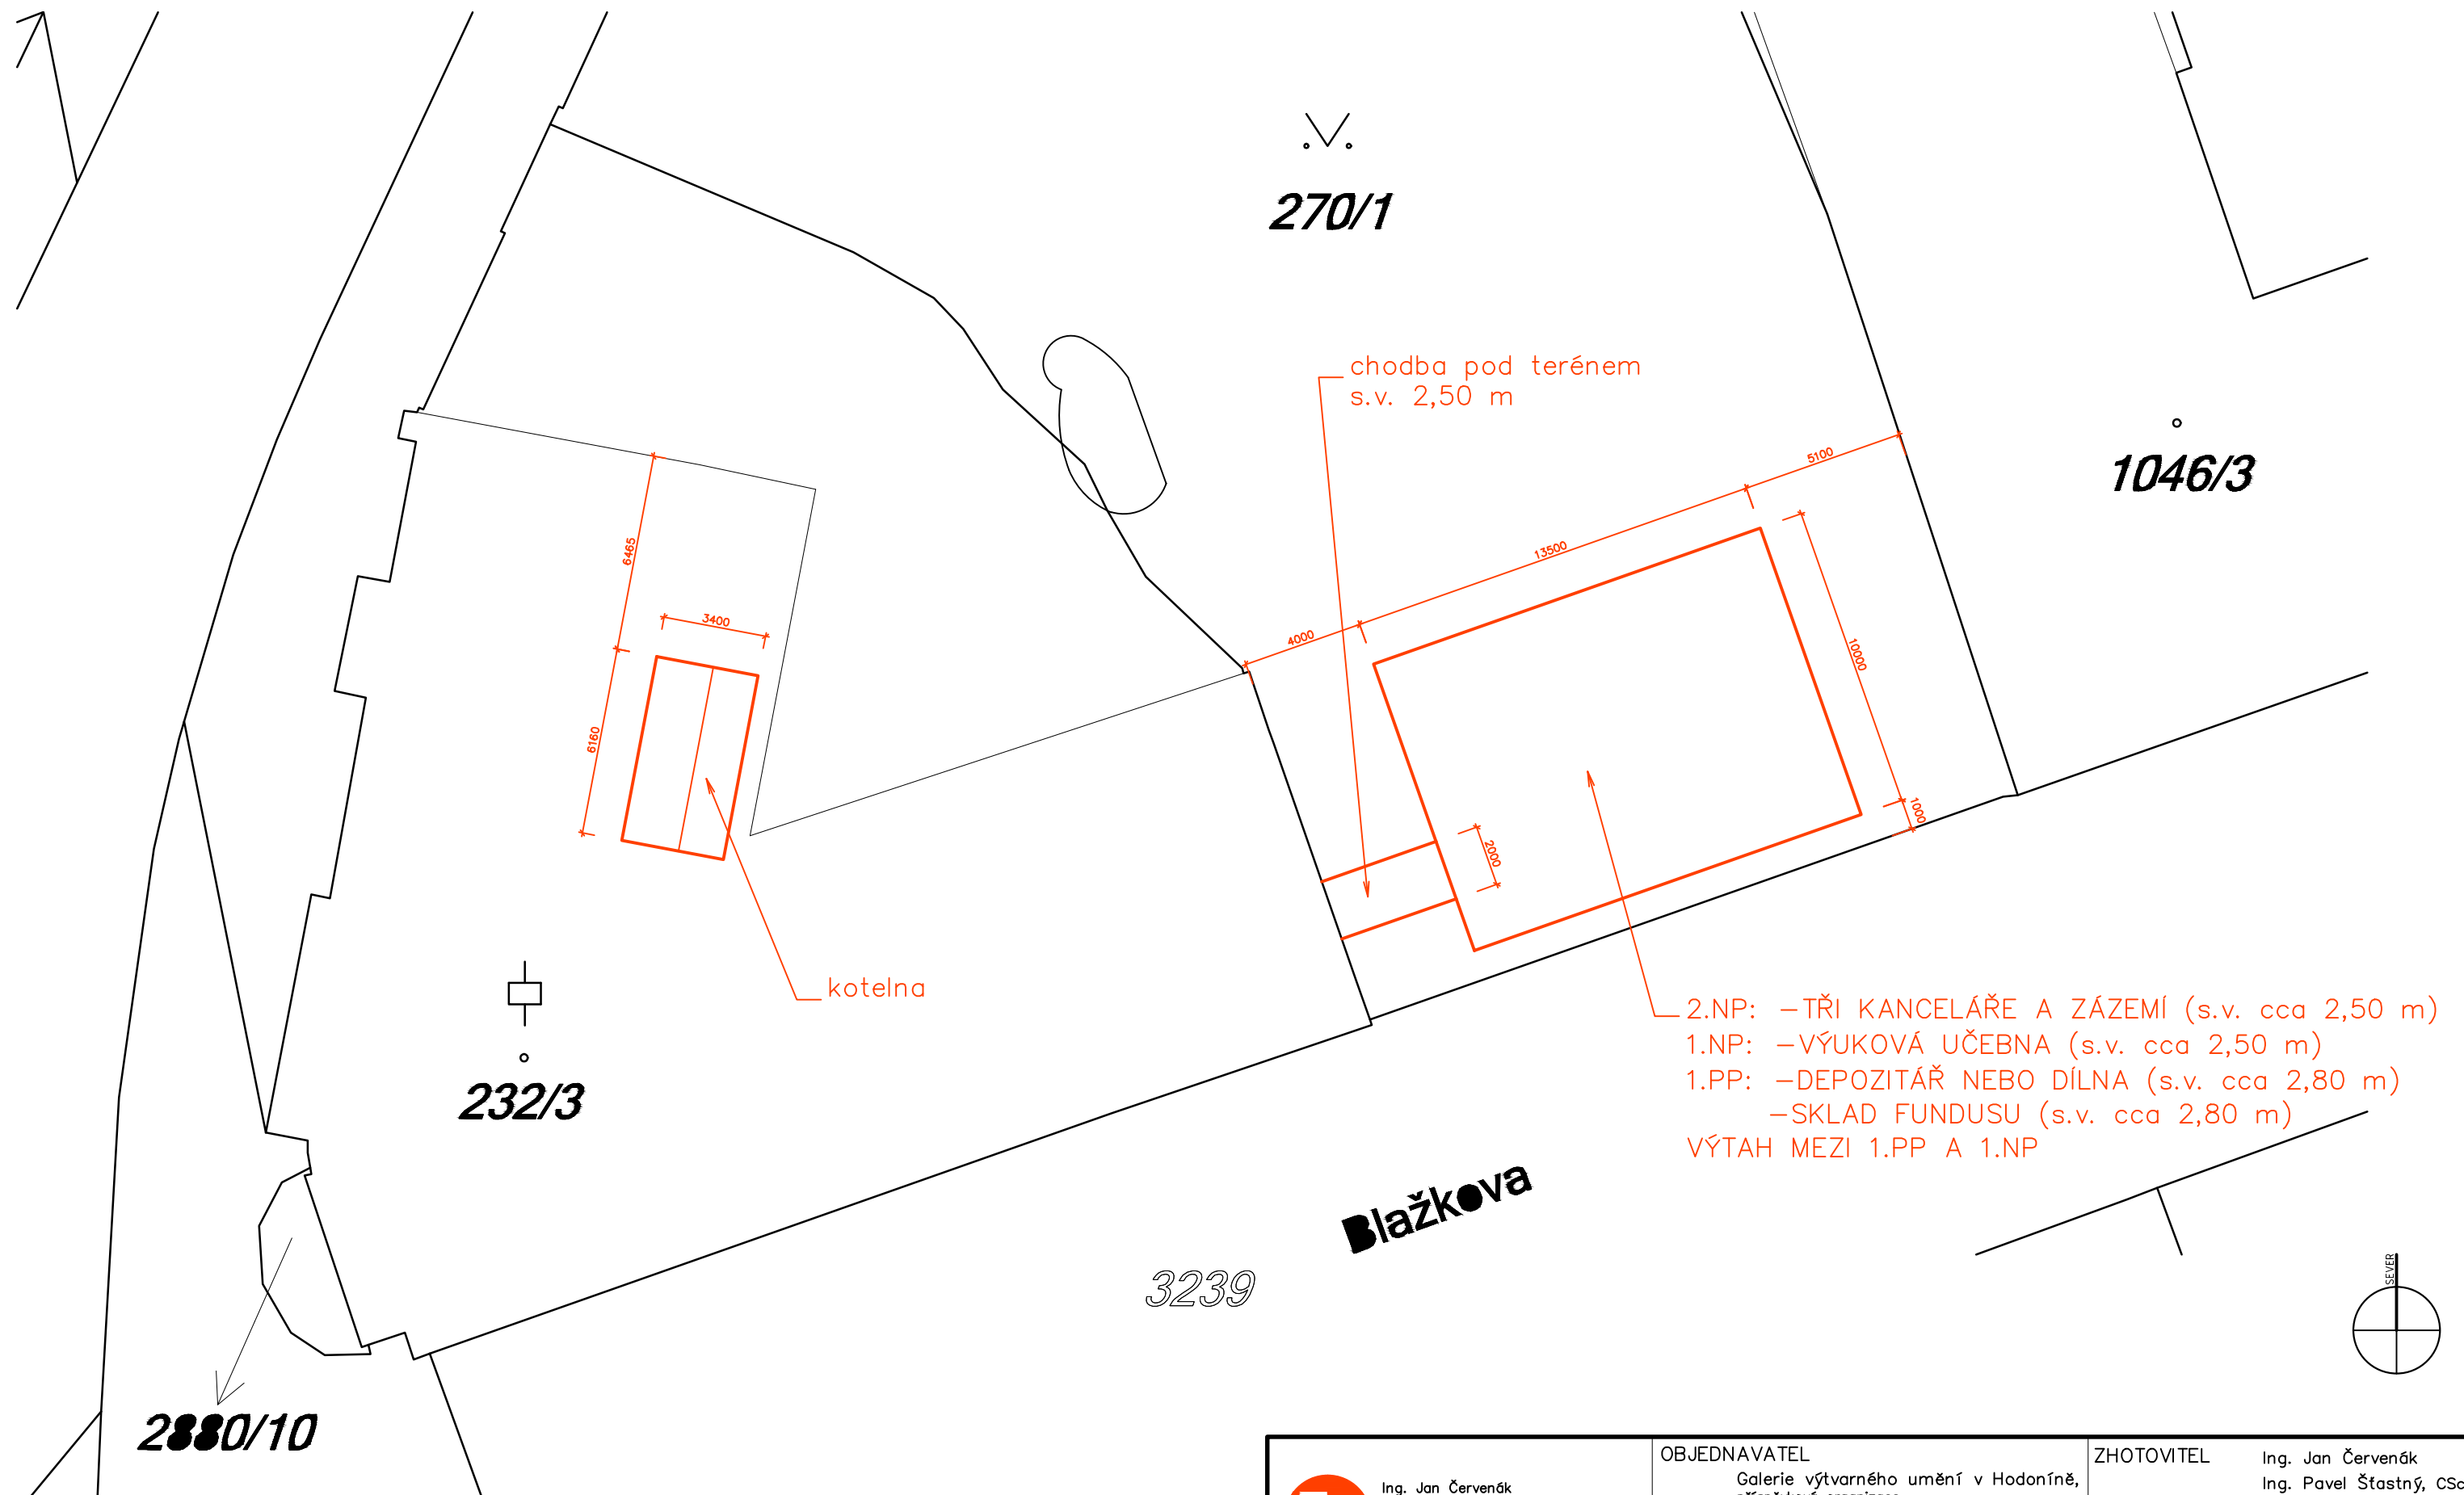 270/1
chodba pod terénem
s.v. 2,50 m
5100
1046/3
13500
6465
3400
4000
10000
6160
1000
2000
kotelna
2.NP: -TŘI KANCELÁŘE A ZÁZEMÍ (s.v. cca 2,50 m)
1.NP: -VÝUKOVÁ UČEBNA (s.v. cca 2,50 m)
1.PP: -DEPOZITÁŘ NEBO DÍLNA (s.v. cca 2,80 m)
-SKLAD FUNDUSU (s.v. cca 2,80 m)
VÝTAH MEZI 1.PP A 1.NP
232/3
Blažkova
3239
SEVER
2880/10
Ing. Jan Červenák
OBJEDNAVATEL
Galerie výtvarného umění v Hodoníně,
ZHOTOVITEL
Ing. Jan Červenák
Ing. Pavel Šťastný, CSc